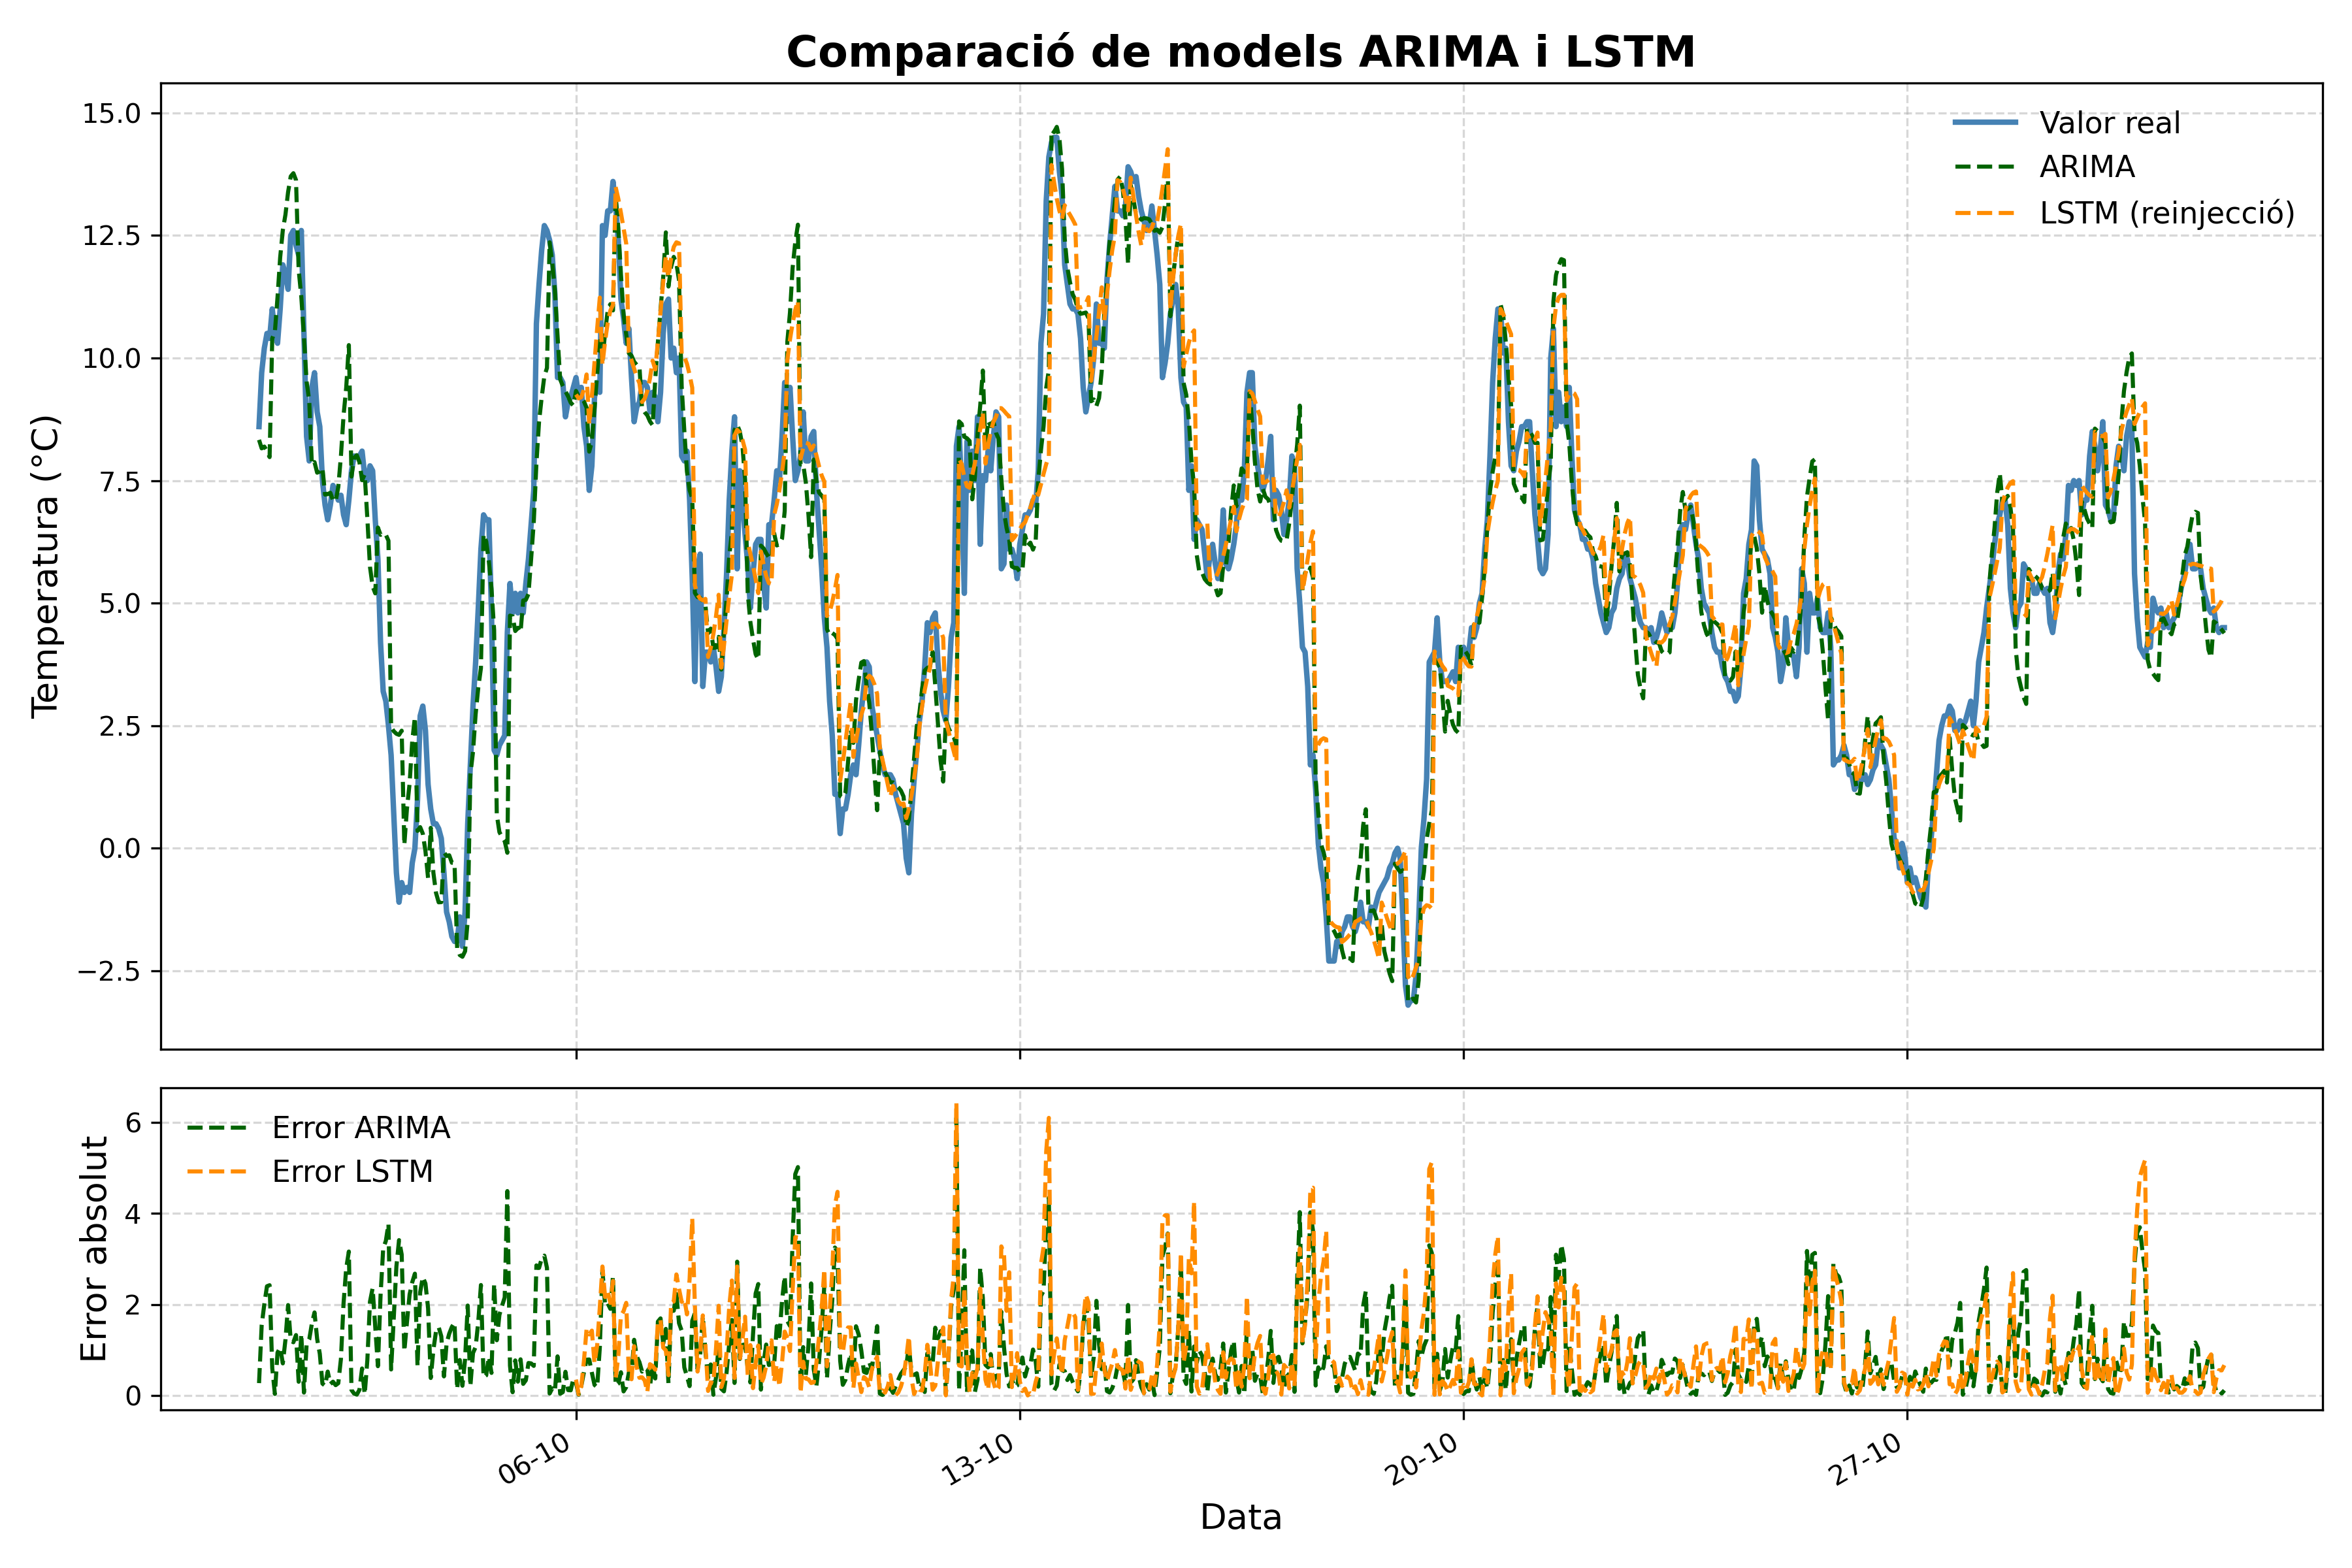 Comparació de models ARIMA i LSTM
Temperatura (°C)
15.0
12.5
10.0
7.5
5.0
2.5
0.0
−2.5
Valor real
ARIMA
LSTM (reinjecció)
Error absolut
6
4
2
0
Error ARIMA
Error LSTM
06-10
13-10
20-10
27-10
Data